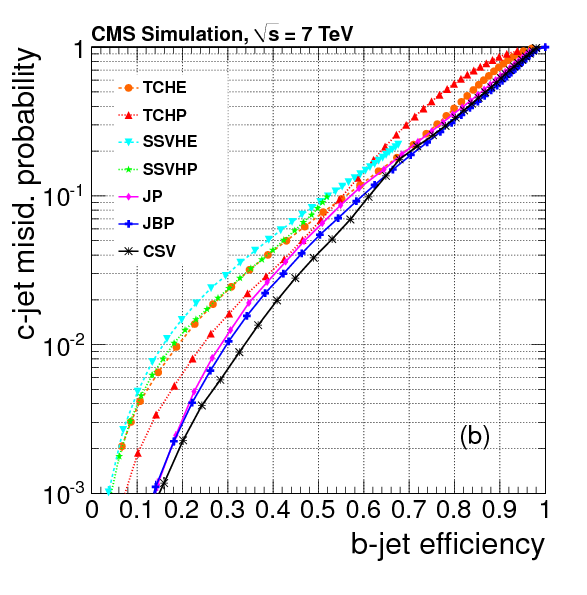 CMS Simulation, √s = 7 TeV
c-jet misid. probability
1
10⁻¹
10⁻²
10⁻³
TCHE
TCHP
SSVHE
SSVHP
JP
JBP
CSV
(b)
0 0.1 0.2 0.3 0.4 0.5 0.6 0.7 0.8 0.9 1
b-jet efficiency